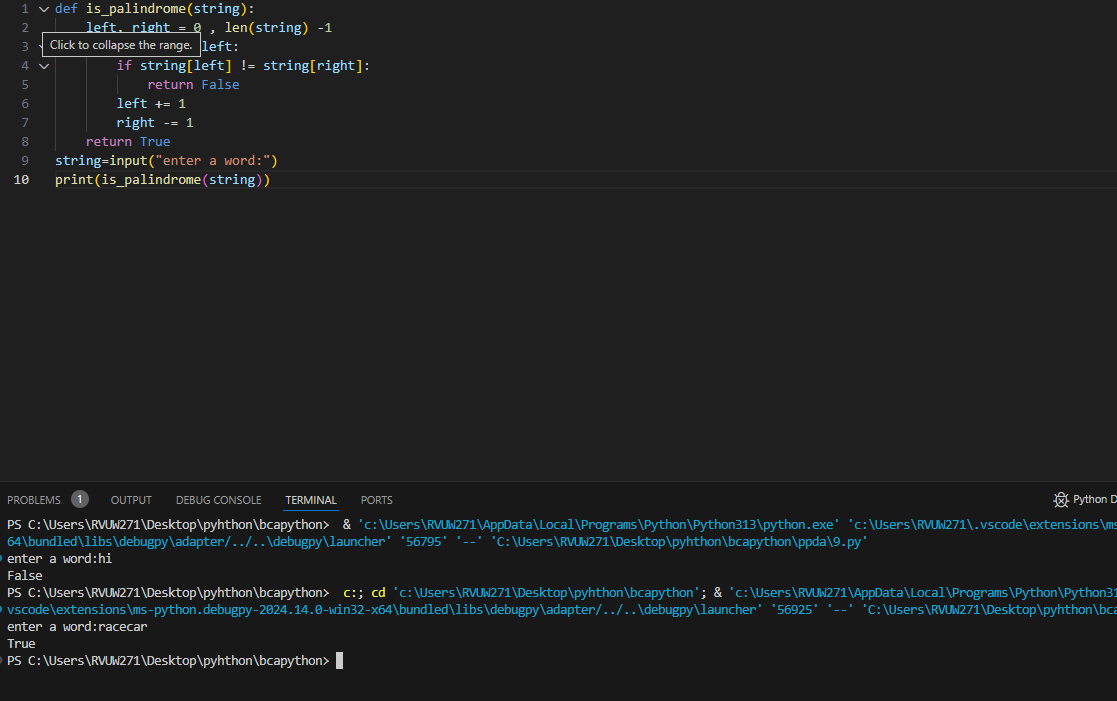 1 def is_palindrome(string):
2 left, right = 0 , len(string) -1
3 left:
Click to collapse the range.
4 if string[left] != string[right]:
5 return False
6 left += 1
7 right -= 1
8 return True
9 string=input("enter a word:")
10 print(is_palindrome(string))
PROBLEMS 1 OUTPUT DEBUG CONSOLE TERMINAL PORTS Python D
PS C:\Users\RVUW271\Desktop\pyhthon\bcapython> & 'c:\Users\RVUW271\AppData\Local\Programs\Python\Python313\python.exe' 'c:\Users\RVUW271\.vscode\extensions\ms
64\bundled\libs\debugpy\adapter/../..\debugpy\launcher' '56795' '--' 'C:\Users\RVUW271\Desktop\pyhthon\bcapython\ppda\9.py'
enter a word:hi
False
PS C:\Users\RVUW271\Desktop\pyhthon\bcapython> c:; cd 'c:\Users\RVUW271\Desktop\pyhthon\bcapython'; & 'c:\Users\RVUW271\AppData\Local\Programs\Python\Python31
vscode\extensions\ms-python.debugpy-2024.14.0-win32-x64\bundled\libs\debugpy\adapter/../..\debugpy\launcher' '56925' '--' 'C:\Users\RVUW271\Desktop\pyhthon\bca
enter a word:racecar
True
PS C:\Users\RVUW271\Desktop\pyhthon\bcapython>